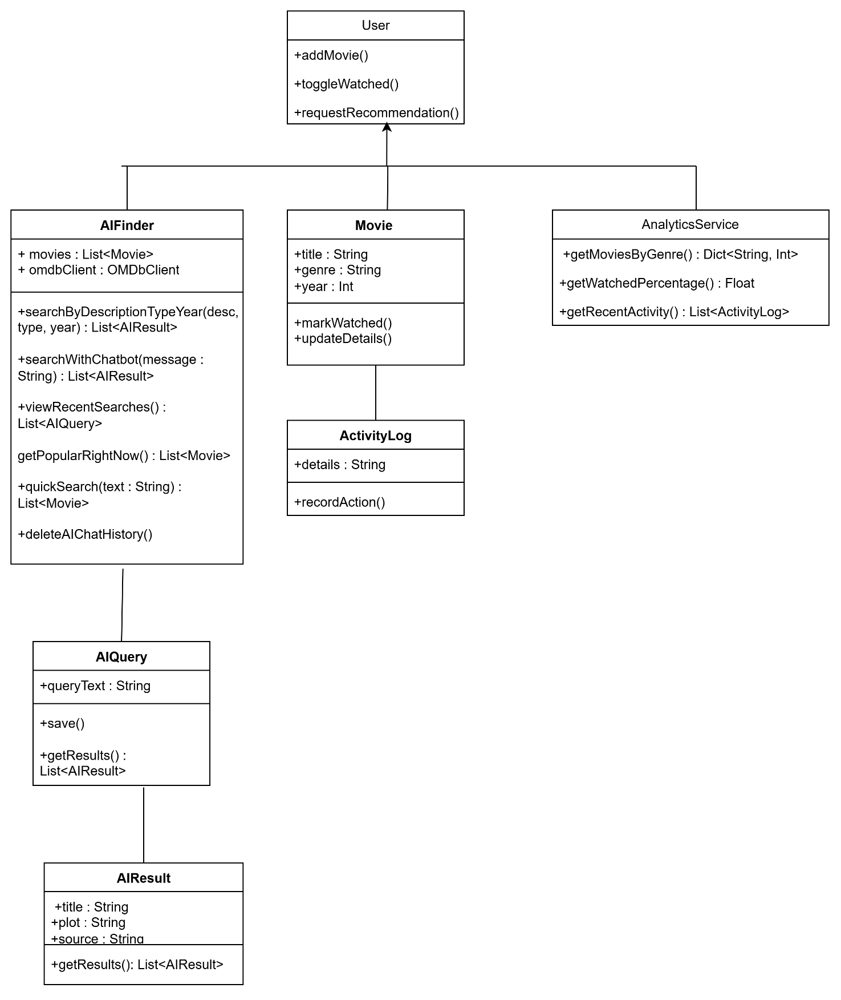 User
+addMovie()
+toggleWatched()
+requestRecommendation()
AIFinder
+ movies : List<Movie>
+ omdbClient : OMDbClient
+searchByDescriptionTypeYear(desc,
type, year) : List<AIResult>
+searchWithChatbot(message :
String) : List<AIResult>
+viewRecentSearches() :
List<AIQuery>
getPopularRightNow() : List<Movie>
+quickSearch(text : String) :
List<Movie>
+deleteAIChatHistory()
Movie
+title : String
+genre : String
+year : Int
+markWatched()
+updateDetails()
AnalyticsService
+getMoviesByGenre() : Dict<String, Int>
+getWatchedPercentage() : Float
+getRecentActivity() : List<ActivityLog>
ActivityLog
+details : String
+recordAction()
AIQuery
+queryText : String
+save()
+getResults() :
List<AIResult>
AIResult
+title : String
+plot : String
+source : String
+getResults(): List<AIResult>